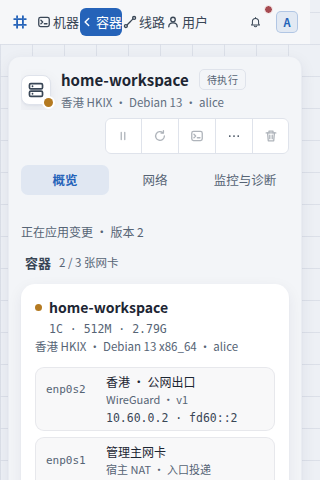 机器 容器 线路 用户 A
home-workspace 待执行
香港 HKIX • Debian 13 • alice
概览 网络 监控与诊断
正在应用变更 • 版本 2
容器 2 / 3 张网卡
home-workspace
1C · 512M · 2.79G
香港 HKIX • Debian 13 x86_64 • alice
enp0s2 香港 • 公网出口
WireGuard • v1
10.60.0.2 · fd60::2
enp0s1 管理主网卡
宿主 NAT • 入口投递